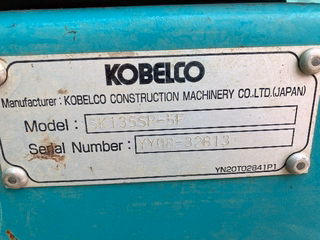 KOBELCO
Manufacturer : KOBELCO CONSTRUCTION MACHINERY CO.,LTD.(JAPAN)
Model :
Serial Number :
YN20T02841P1